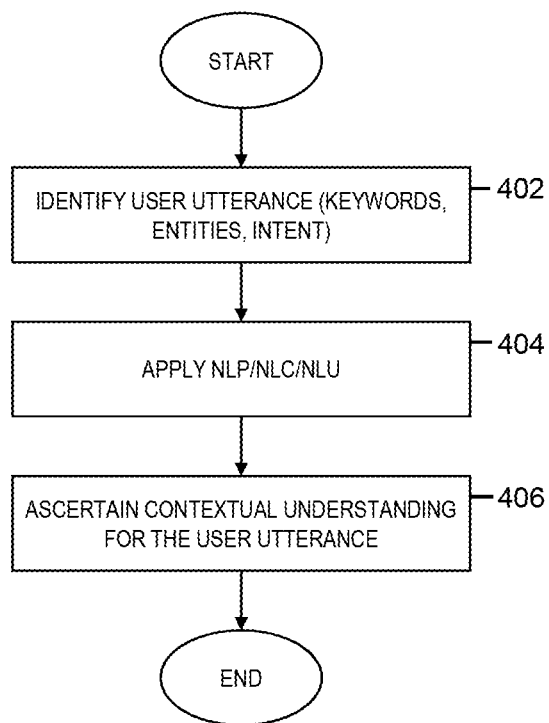 START
IDENTIFY USER UTTERANCE (KEYWORDS,
ENTITIES, INTENT)
402
APPLY NLP/NLC/NLU
404
ASCERTAIN CONTEXTUAL UNDERSTANDING
FOR THE USER UTTERANCE
406
END